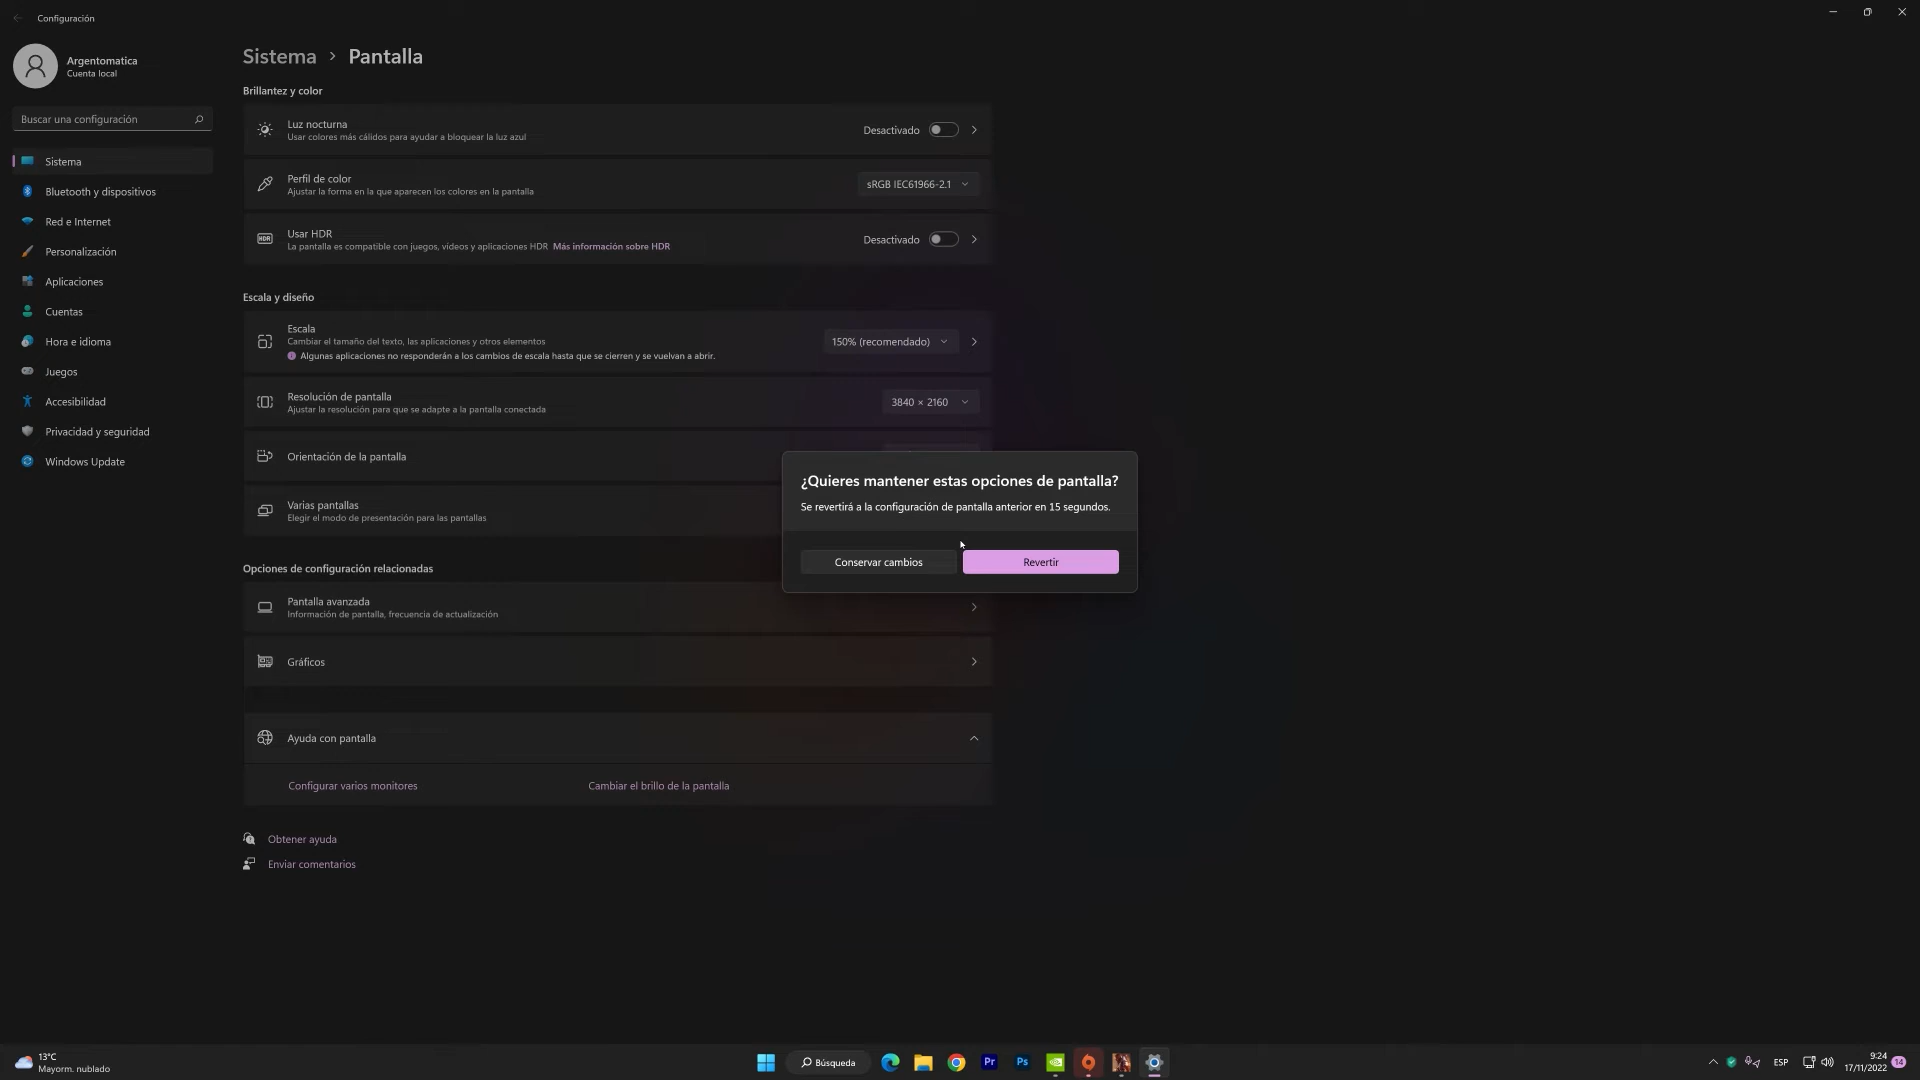 Configuración
Argentomatica
Cuenta local
Buscar una configuración
Sistema
Bluetooth y dispositivos
Red e Internet
Personalización
Aplicaciones
Cuentas
Hora e idioma
Juegos
Accesibilidad
Privacidad y seguridad
Windows Update
Sistema > Pantalla
Brillantez y color
Luz nocturna
Usar colores más cálidos para ayudar a bloquear la luz azul
Desactivado
Perfil de color
Ajustar la forma en la que aparecen los colores en la pantalla
sRGB IEC61966-2.1
HDR
Usar HDR
La pantalla es compatible con juegos, vídeos y aplicaciones HDR Más información sobre HDR
Desactivado
Escala y diseño
Escala
Cambiar el tamaño del texto, las aplicaciones y otros elementos
Algunas aplicaciones no responderán a los cambios de escala hasta que se cierren y se vuelvan a abrir.
150% (recomendado)
Resolución de pantalla
Ajustar la resolución para que se adapte a la pantalla conectada
3840 × 2160
Orientación de la pantalla
Varias pantallas
Elegir el modo de presentación para las pantallas
¿Quieres mantener estas opciones de pantalla?
Se revertirá a la configuración de pantalla anterior en 15 segundos.
Conservar cambios
Revertir
Opciones de configuración relacionadas
Pantalla avanzada
Información de pantalla, frecuencia de actualización
Gráficos
Ayuda con pantalla
Configurar varios monitores
Cambiar el brillo de la pantalla
Obtener ayuda
Enviar comentarios
13°C
Mayorm. nublado
Búsqueda
Pr
Ps
ESP
9:24
17/11/2022
14